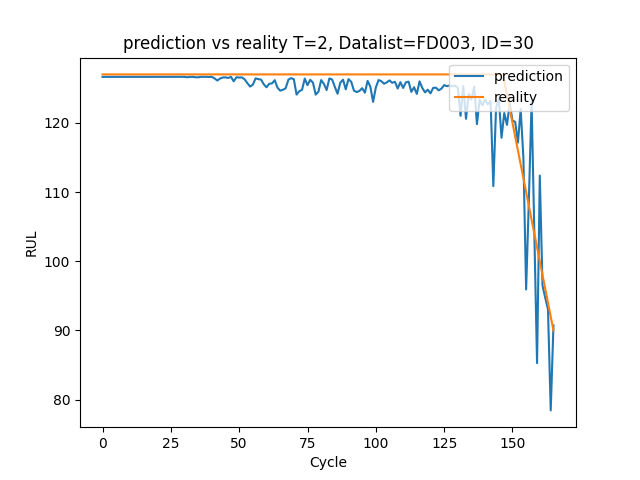 prediction vs reality T=2, Datalist=FD003, ID=30
prediction
reality
120
110
100
90
80
RUL
0 25 50 75 100 125 150
Cycle